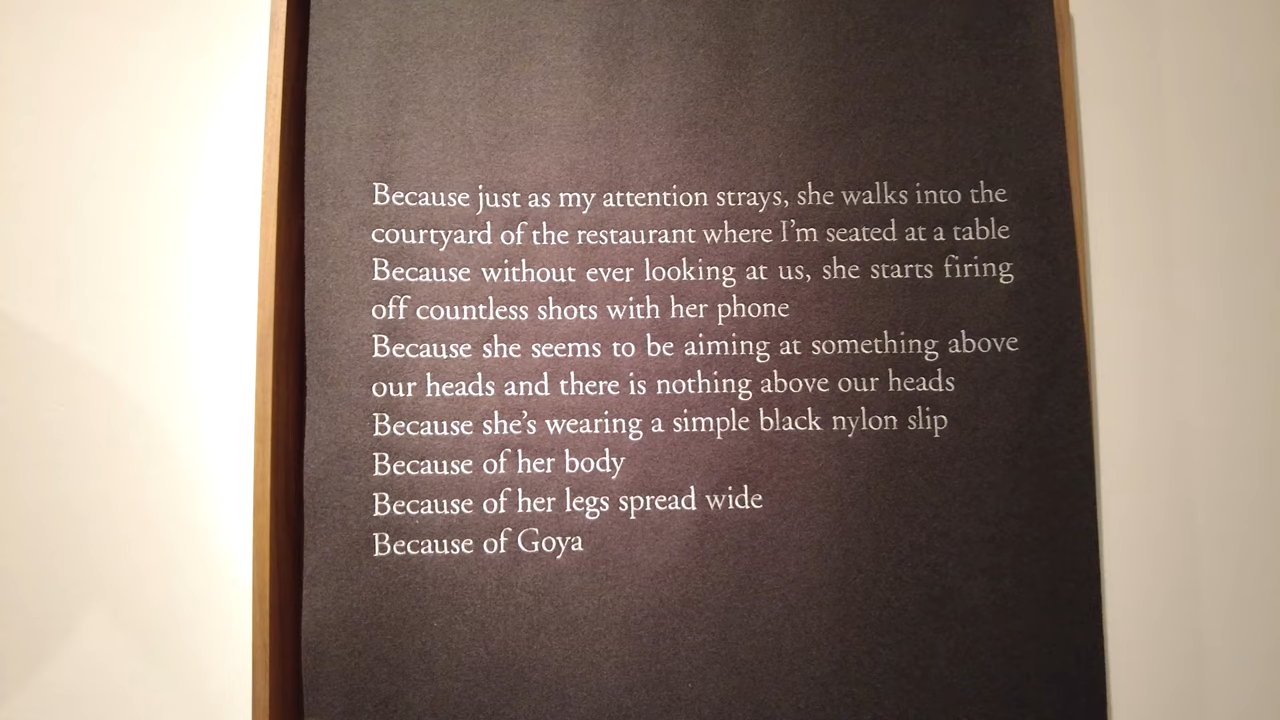 Because just as my attention strays, she walks into the
courtyard of the restaurant where I'm seated at a table
Because without ever looking at us, she starts firing
off countless shots with her phone
Because she seems to be aiming at something above
our heads and there is nothing above our heads
Because she's wearing a simple black nylon slip
Because of her body
Because of her legs spread wide
Because of Goya